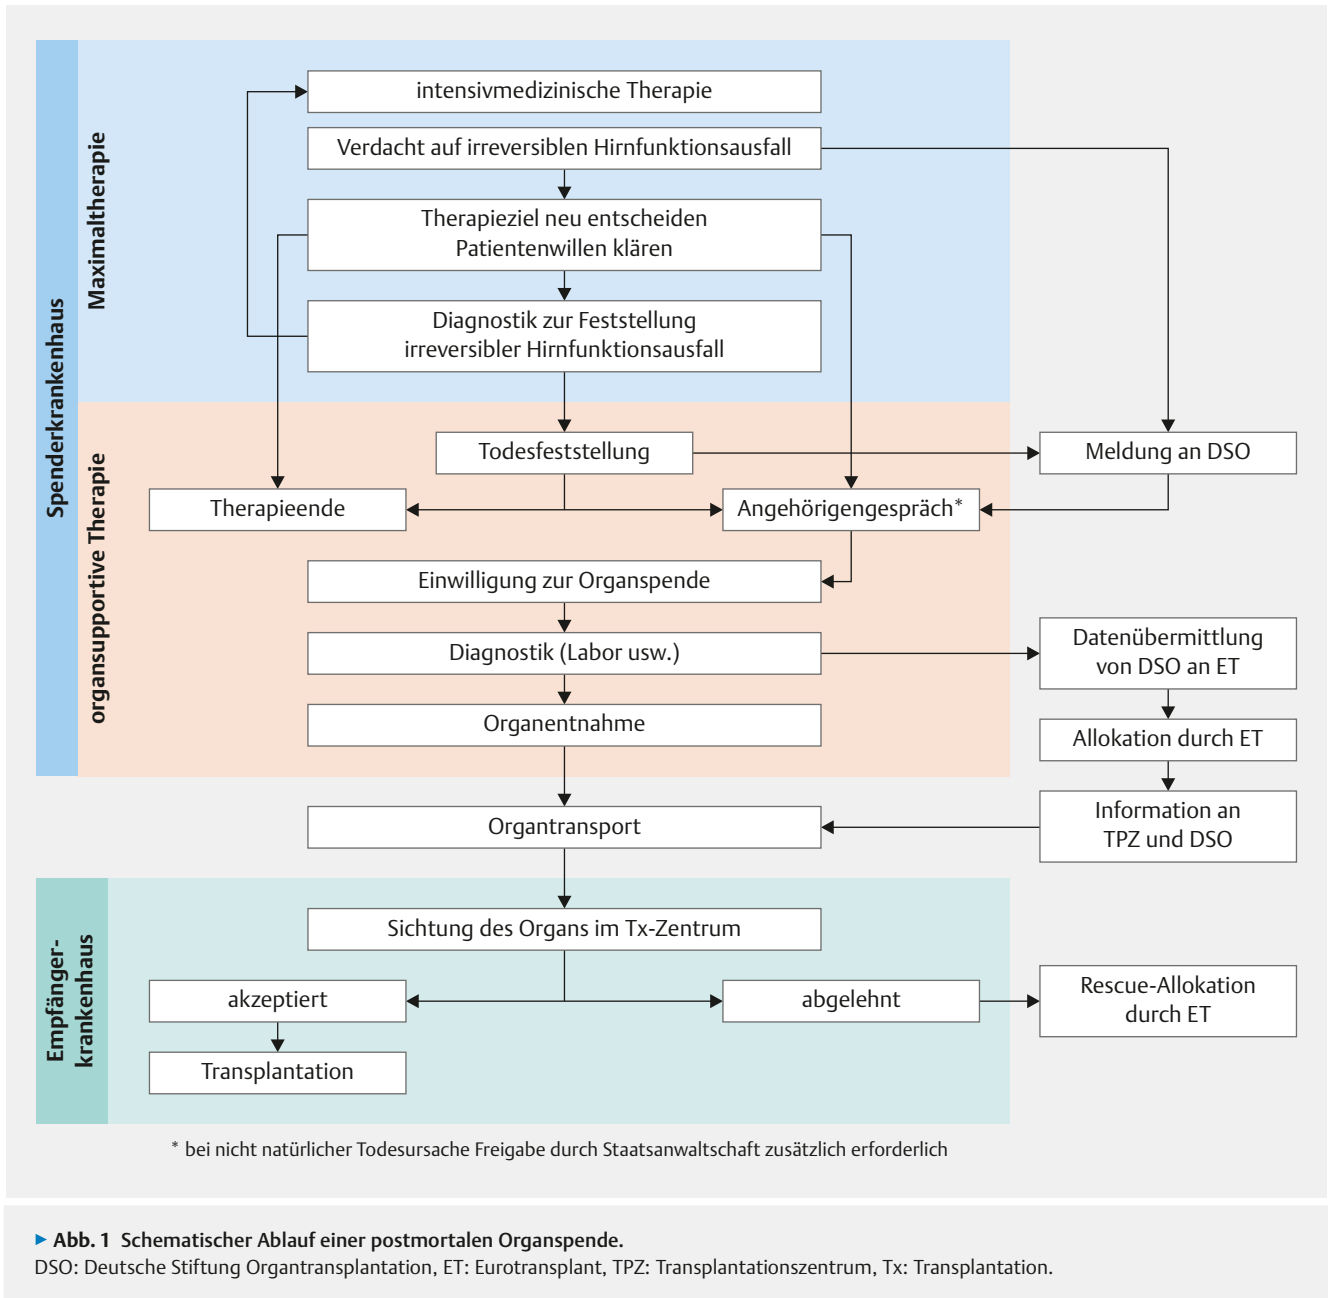 Spenderkrankenhaus
Maximaltherapie
intensivmedizinische Therapie
Verdacht auf irreversiblen Hirnfunktionsausfall
Therapieziel neu entscheiden
Patientenwillen klären
Diagnostik zur Feststellung
irreversibler Hirnfunktionsausfall
organsupportive Therapie
Todesfeststellung
Meldung an DSO
Therapieende
Angehörigengespräch*
Einwilligung zur Organspende
Diagnostik (Labor usw.)
Datenübermittlung
von DSO an ET
Organentnahme
Allokation durch ET
Organtransport
Information an
TPZ und DSO
Empfänger-
krankenhaus
Sichtung des Organs im Tx-Zentrum
akzeptiert
abgelehnt
Rescue-Allokation
durch ET
Transplantation
* bei nicht natürlicher Todesursache Freigabe durch Staatsanwaltschaft zusätzlich erforderlich
▶ Abb. 1 Schematischer Ablauf einer postmortalen Organspende.
DSO: Deutsche Stiftung Organtransplantation, ET: Eurotransplant, TPZ: Transplantationszentrum, Tx: Transplantation.